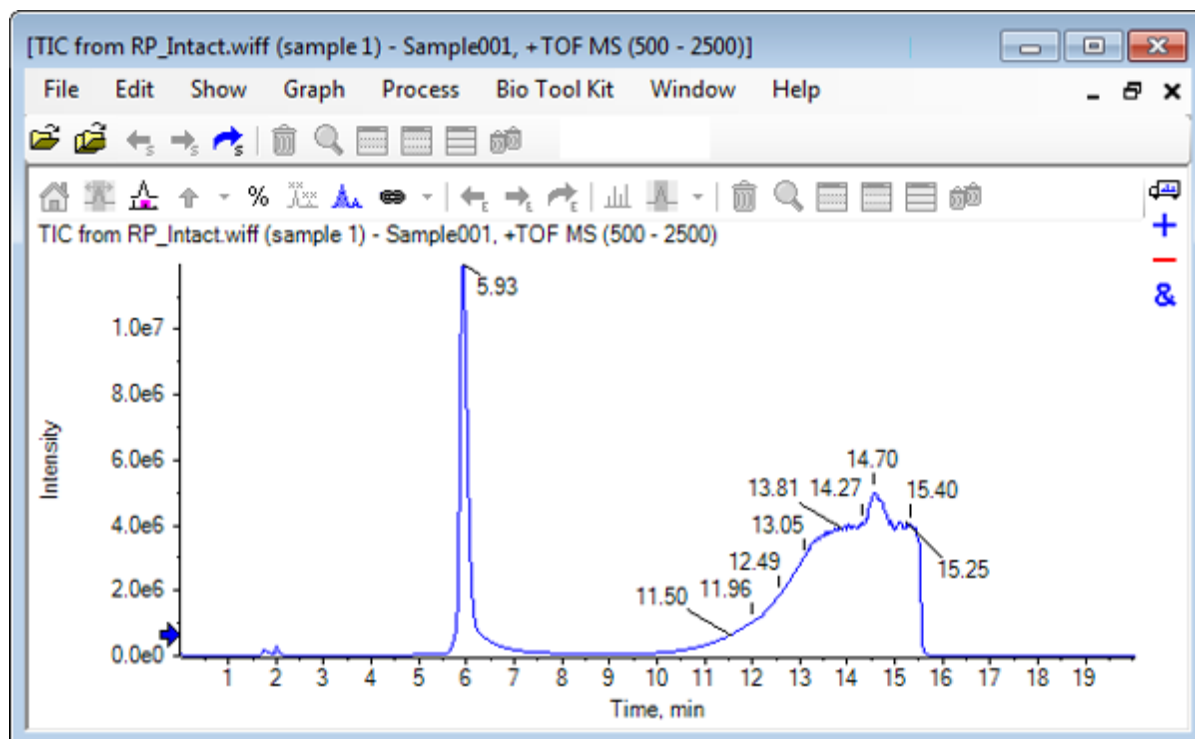 [TIC from RP_Intact.wiff (sample 1) - Sample001, +TOF MS (500 - 2500)]
File Edit Show Graph Process Bio Tool Kit Window Help
S S S
% E E E
TIC from RP_Intact.wiff (sample 1) - Sample001, +TOF MS (500 - 2500)
&
5.93
1.0e7
8.0e6
6.0e6
14.70
13.81 14.27 15.40
4.0e6
13.05
12.49
15.25
11.96
11.50
2.0e6
0.0e0
Intensity
1 2 3 4 5 6 7 8 9 10 11 12 13 14 15 16 17 18 19
Time, min